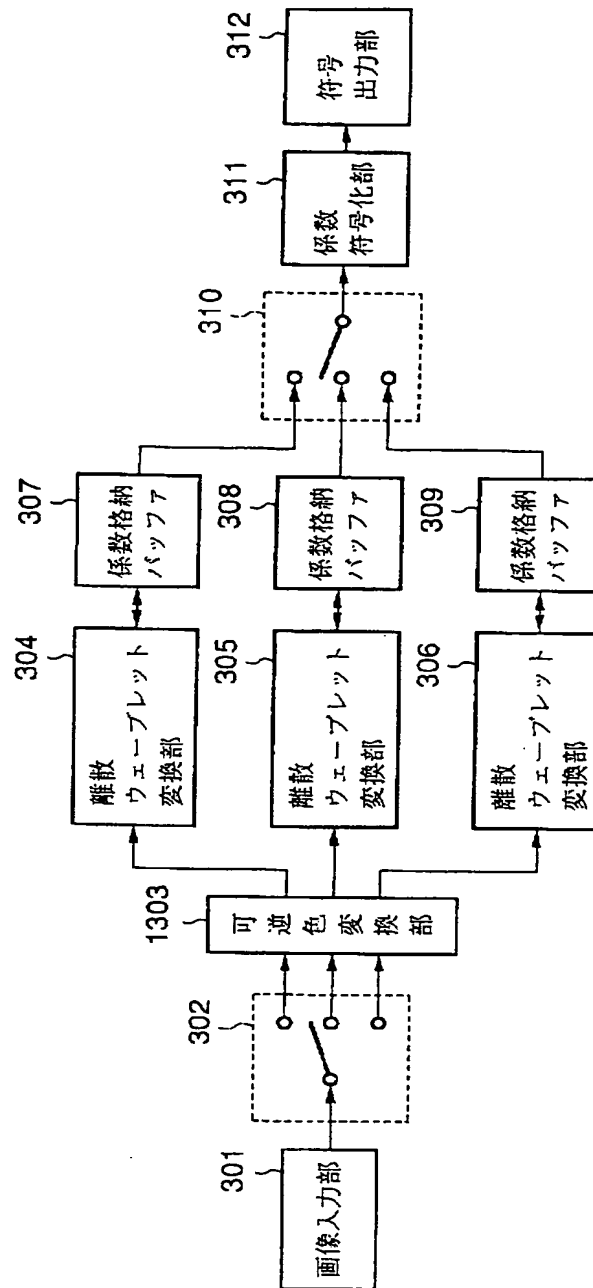 301
画像入力部
302
1303
可逆色変換部
304
離散
ウェーブレット
変換部
305
離散
ウェーブレット
変換部
306
離散
ウェーブレット
変換部
307
係数格納
バッファ
308
係数格納
バッファ
309
係数格納
バッファ
310
311
係数
符号化部
312
符号
出力部